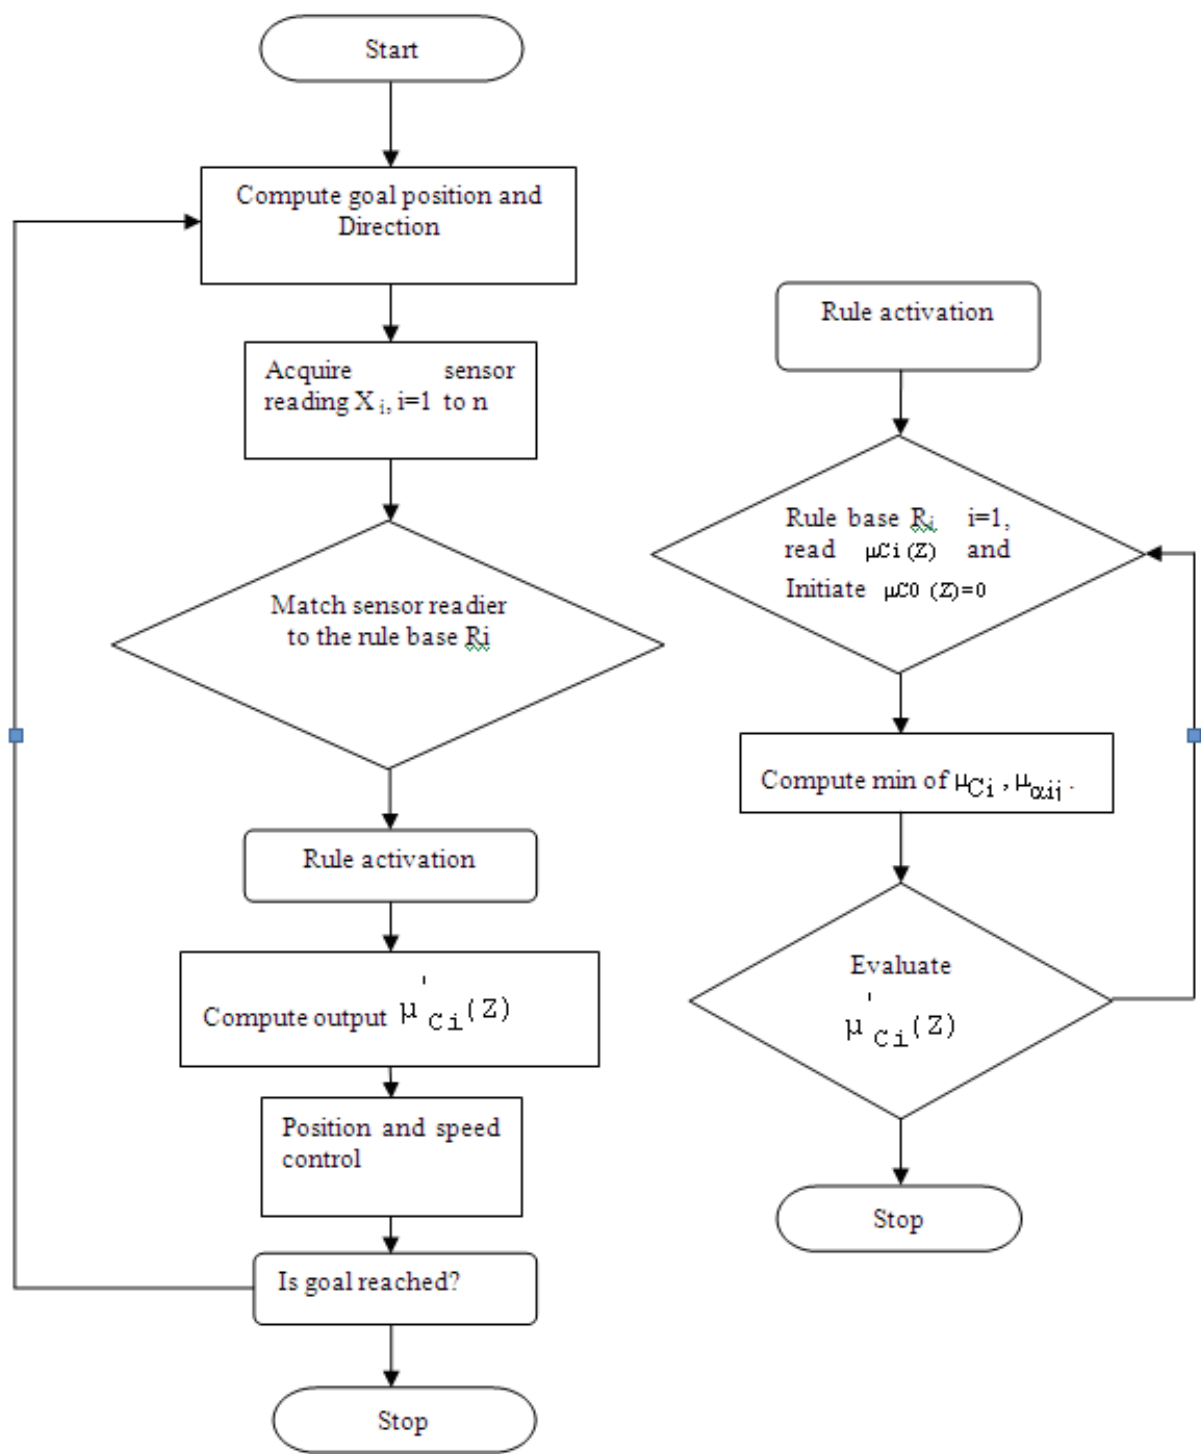 Start
Compute goal position and
Direction
Acquire sensor
reading X i, i=1 to n
Match sensor readier
to the rule base Ri
Rule activation
Compute output μ'Ci(Z)
Position and speed
control
Is goal reached?
Stop
Rule activation
Rule base Ri i=1,
read μCi(Z) and
Initiate μC0 (Z)=0
Compute min of μCi, μαij.
Evaluate
μ'Ci(Z)
Stop